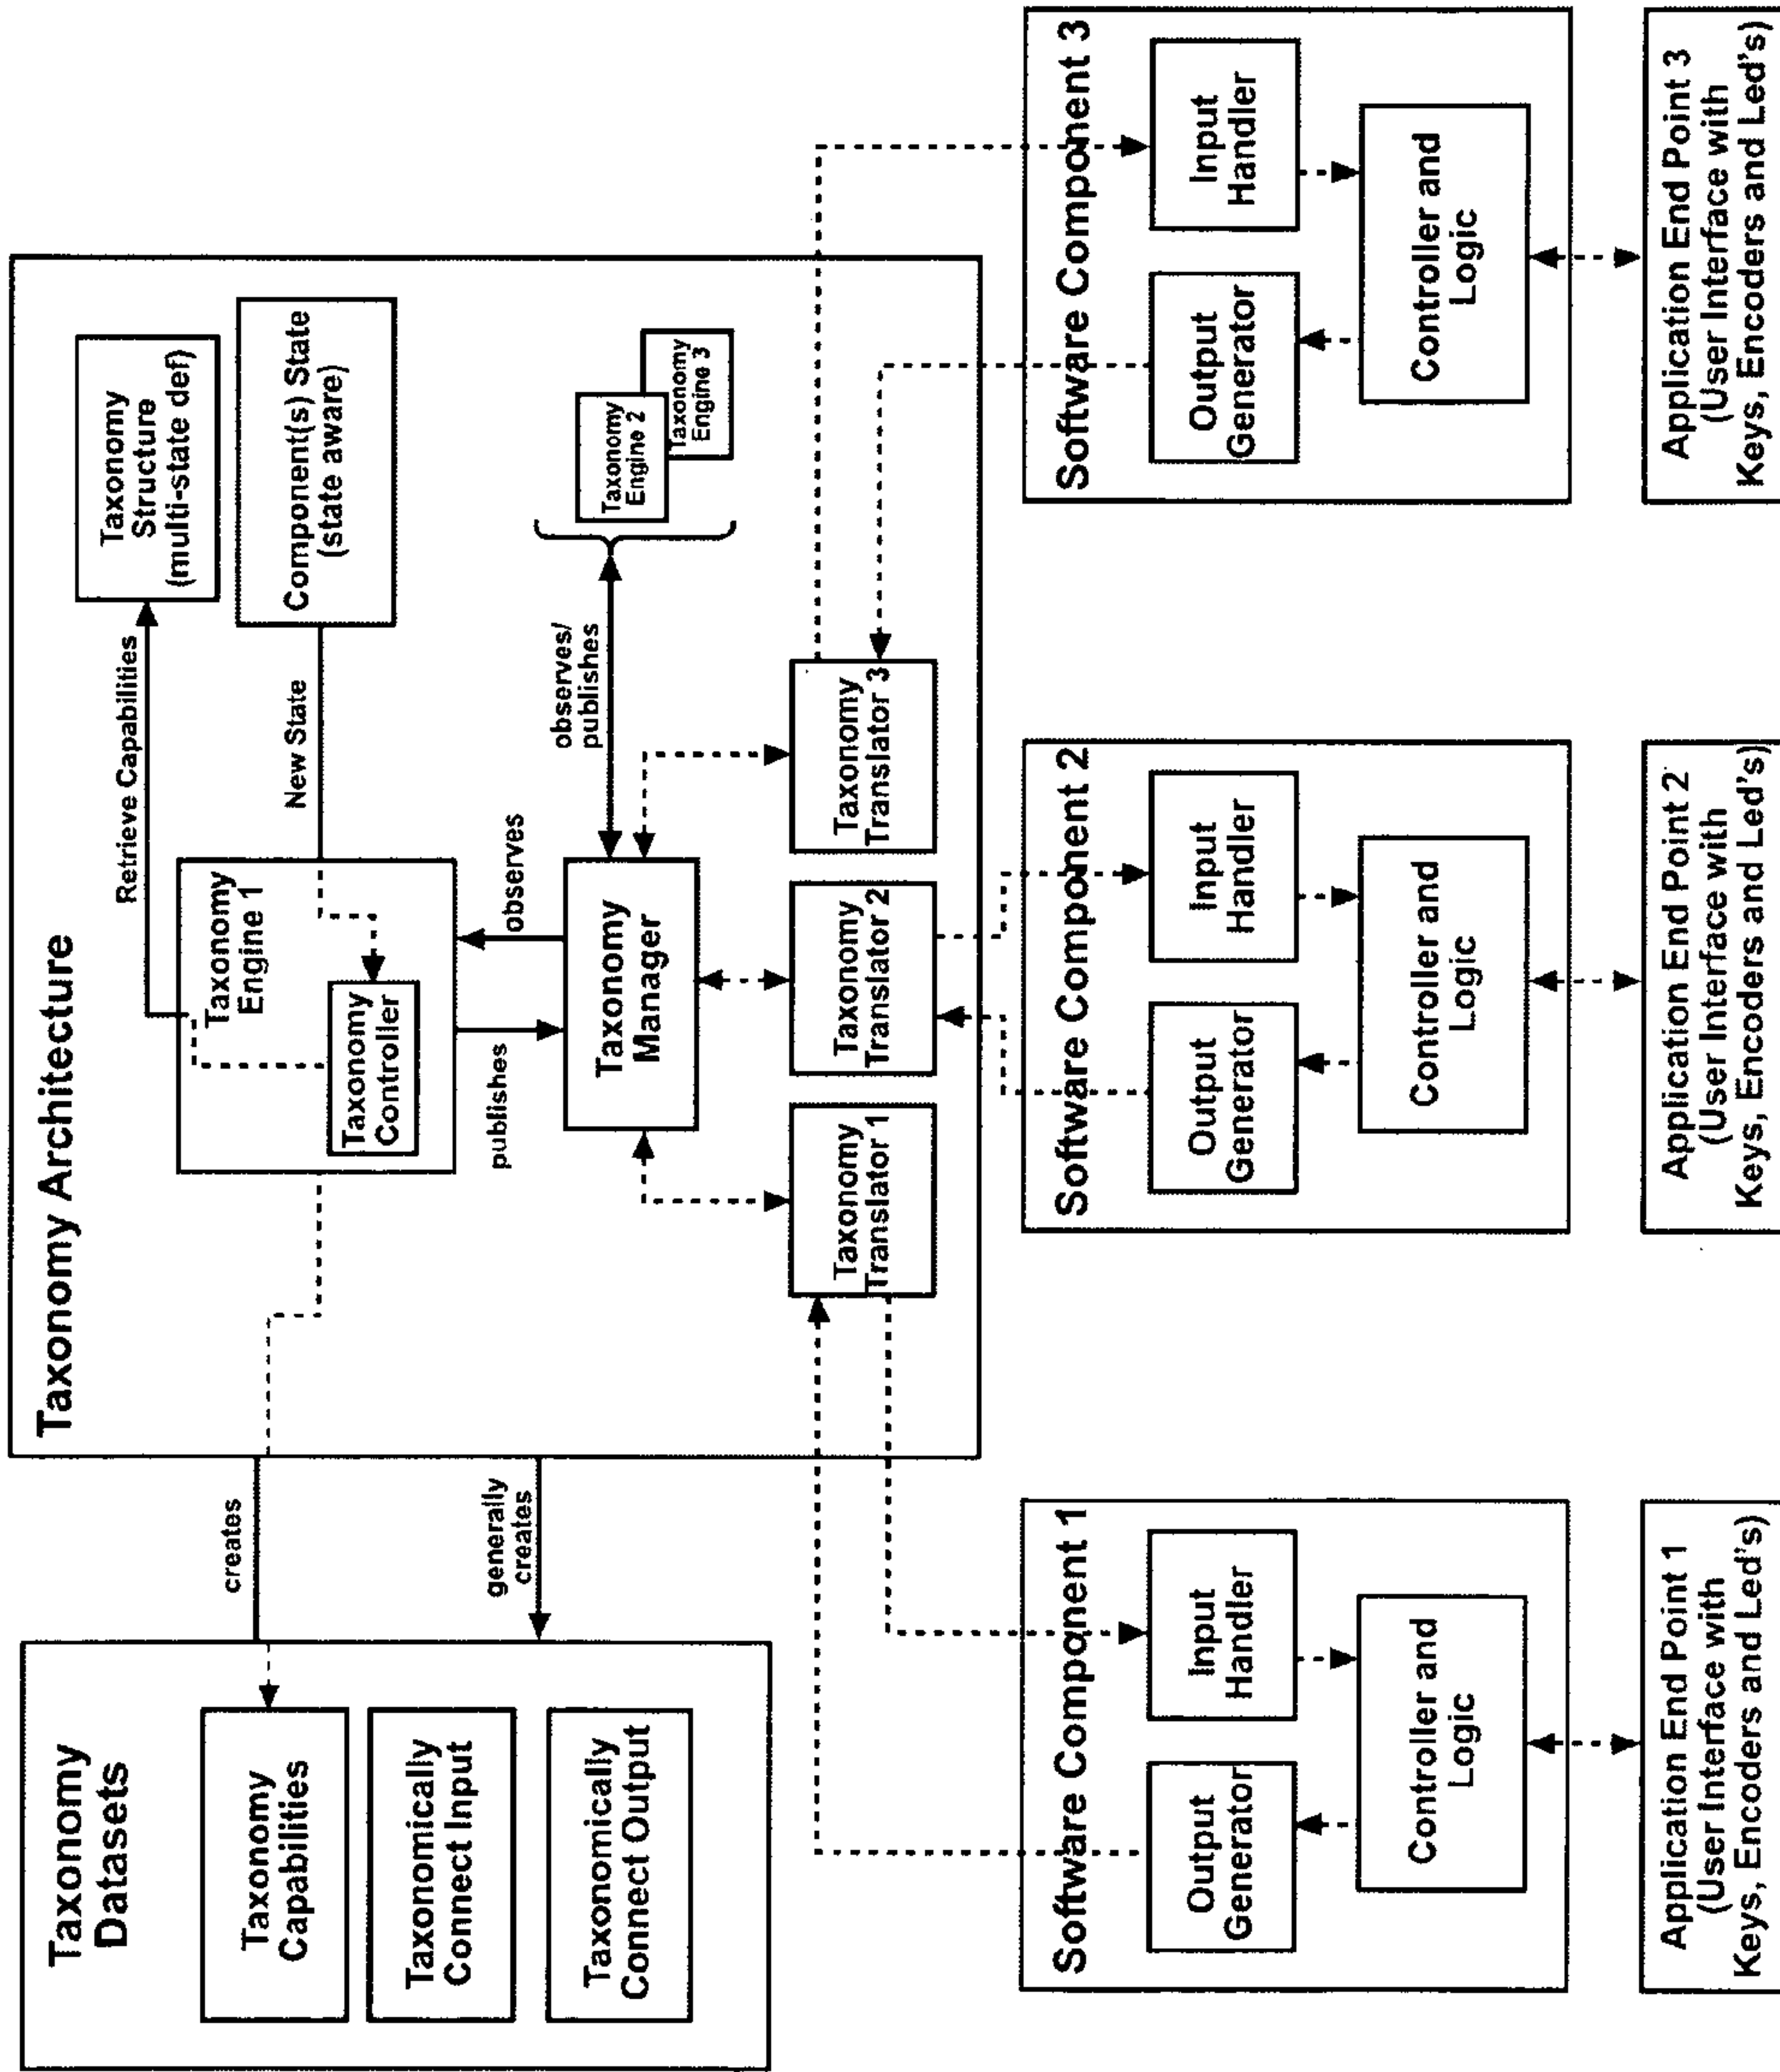 Taxonomy
Datasets
Taxonomy
Capabilities
Taxonomically
Connect Input
Taxonomically
Connect Output
creates
generally
creates
Taxonomy Architecture
Taxonomy
Engine 1
Taxonomy
Controller
Retrieve Capabilities
New State
Taxonomy
Structure
(multi-state def)
Component(s) State
(state aware)
publishes
observes
Taxonomy
Manager
observes/
publishes
Taxonomy
Engine 2
Taxonomy
Engine 3
Taxonomy
Translator 1
Taxonomy
Translator 2
Taxonomy
Translator 3
Software Component 1
Output
Generator
Input
Handler
Controller and
Logic
Application End Point 1
(User Interface with
Keys, Encoders and Led's)
Software Component 2
Output
Generator
Input
Handler
Controller and
Logic
Application End Point 2
(User Interface with
Keys, Encoders and Led's)
Software Component 3
Output
Generator
Input
Handler
Controller and
Logic
Application End Point 3
(User Interface with
Keys, Encoders and Led's)